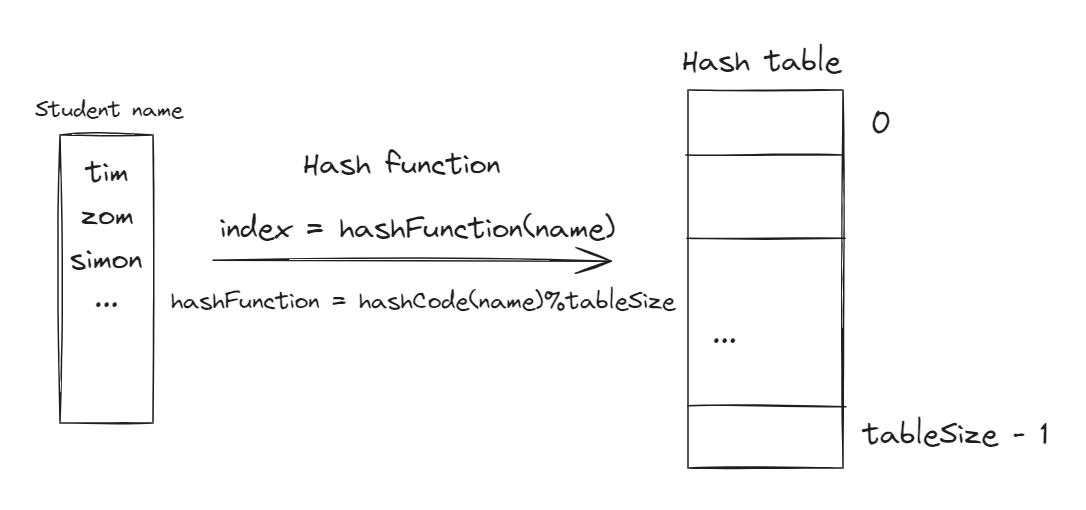 Student name
tim
zom
simon
...
Hash function
index = hashFunction(name)
hashFunction = hashCode(name)%tableSize
Hash table
0
...
tableSize - 1